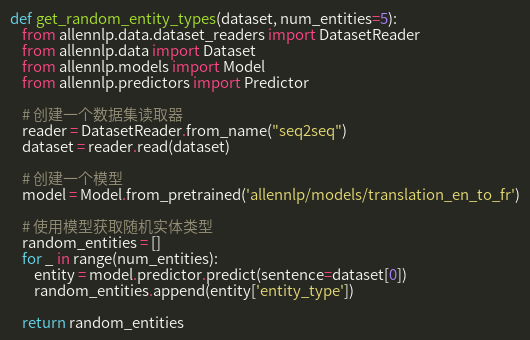 def get_random_entity_types(dataset, num_entities=5):
    from allennlp.data.dataset_readers import DatasetReader
    from allennlp.data import Dataset
    from allennlp.models import Model
    from allennlp.predictors import Predictor

    # 创建一个数据集读取器
    reader = DatasetReader.from_name("seq2seq")
    dataset = reader.read(dataset)

    # 创建一个模型
    model = Model.from_pretrained('allennlp/models/translation_en_to_fr')

    # 使用模型获取随机实体类型
    random_entities = []
    for _ in range(num_entities):
        entity = model.predictor.predict(sentence=dataset[0])
        random_entities.append(entity['entity_type'])

    return random_entities